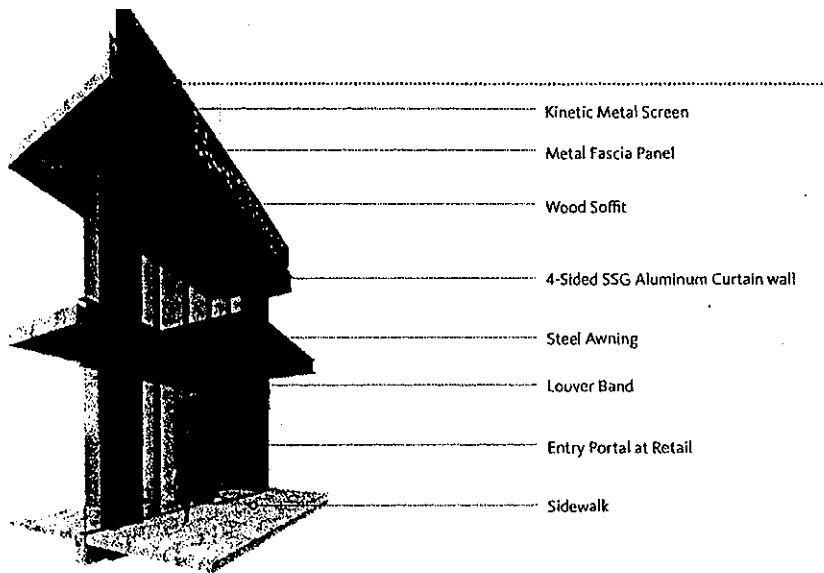 Kinetic Metal Screen
Metal Fascia Panel
Wood Soffit
4-Sided SSG Aluminum Curtain wall
Steel Awning
Louver Band
Entry Portal at Retail
Sidewalk